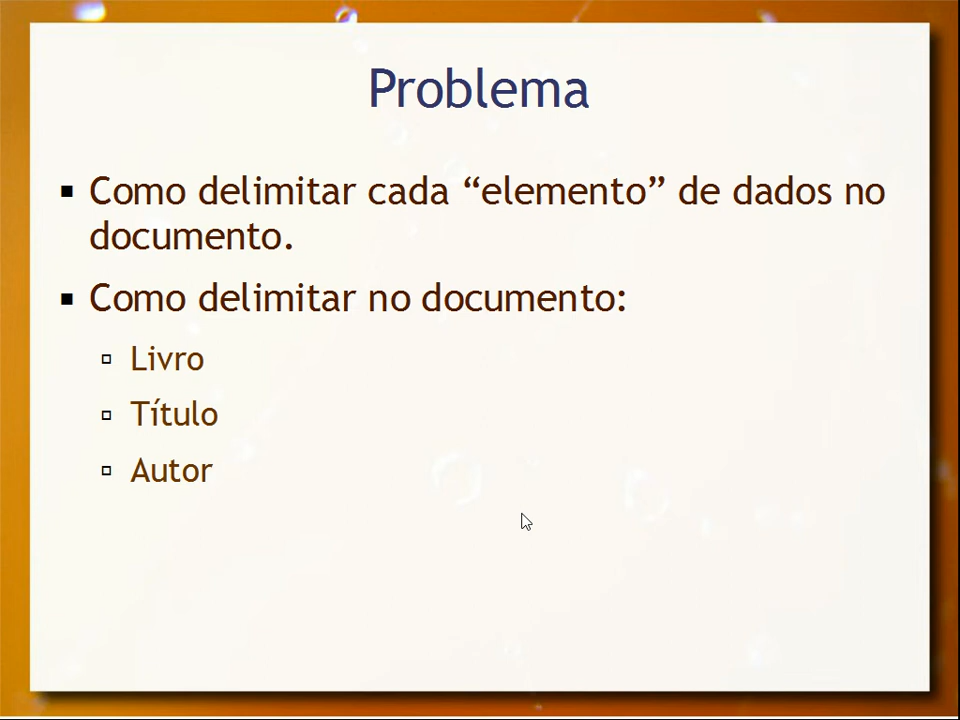 Problema
Como delimitar cada “elemento” de dados no
documento.
Como delimitar no documento:
Livro
Título
Autor